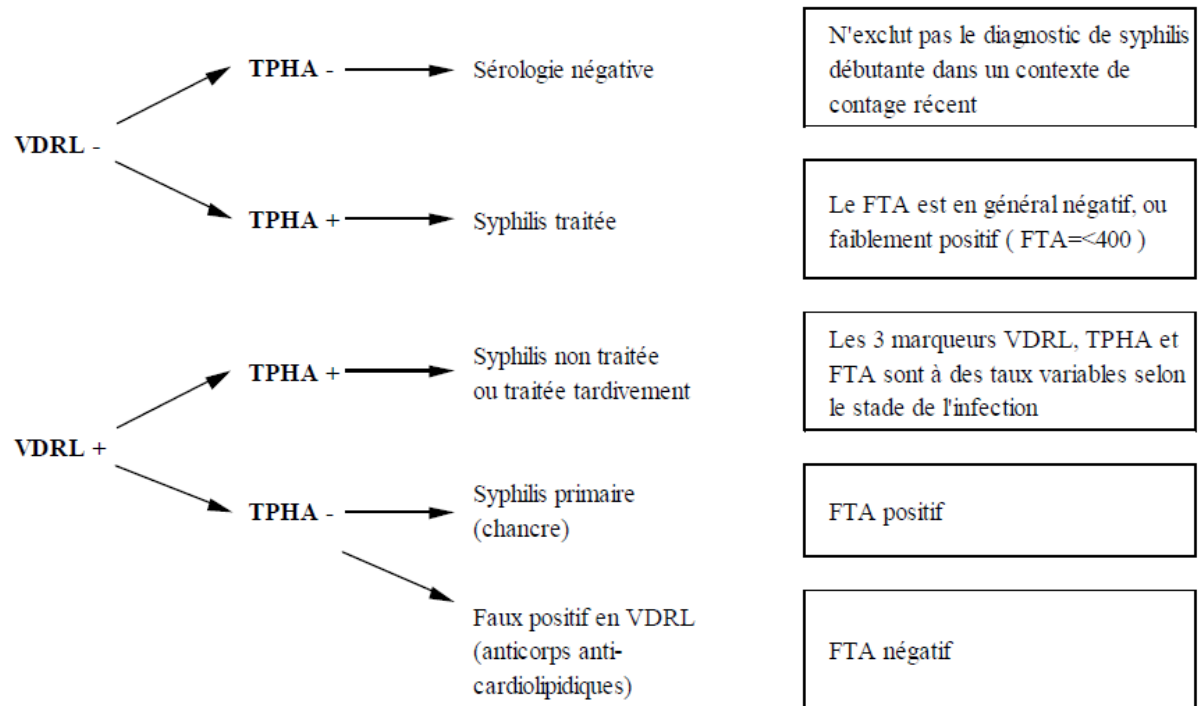 VDRL -
TPHA -
Sérologie négative
N'exclut pas le diagnostic de syphilis
débutante dans un contexte de
contage récent
TPHA +
Syphilis traitée
Le FTA est en général négatif, ou
faiblement positif ( FTA=<400 )
VDRL +
TPHA +
Syphilis non traitée
ou traitée tardivement
Les 3 marqueurs VDRL, TPHA et
FTA sont à des taux variables selon
le stade de l'infection
TPHA -
Syphilis primaire
(chancre)
FTA positif
Faux positif en VDRL
(anticorps anti-
cardiolipidiques)
FTA négatif